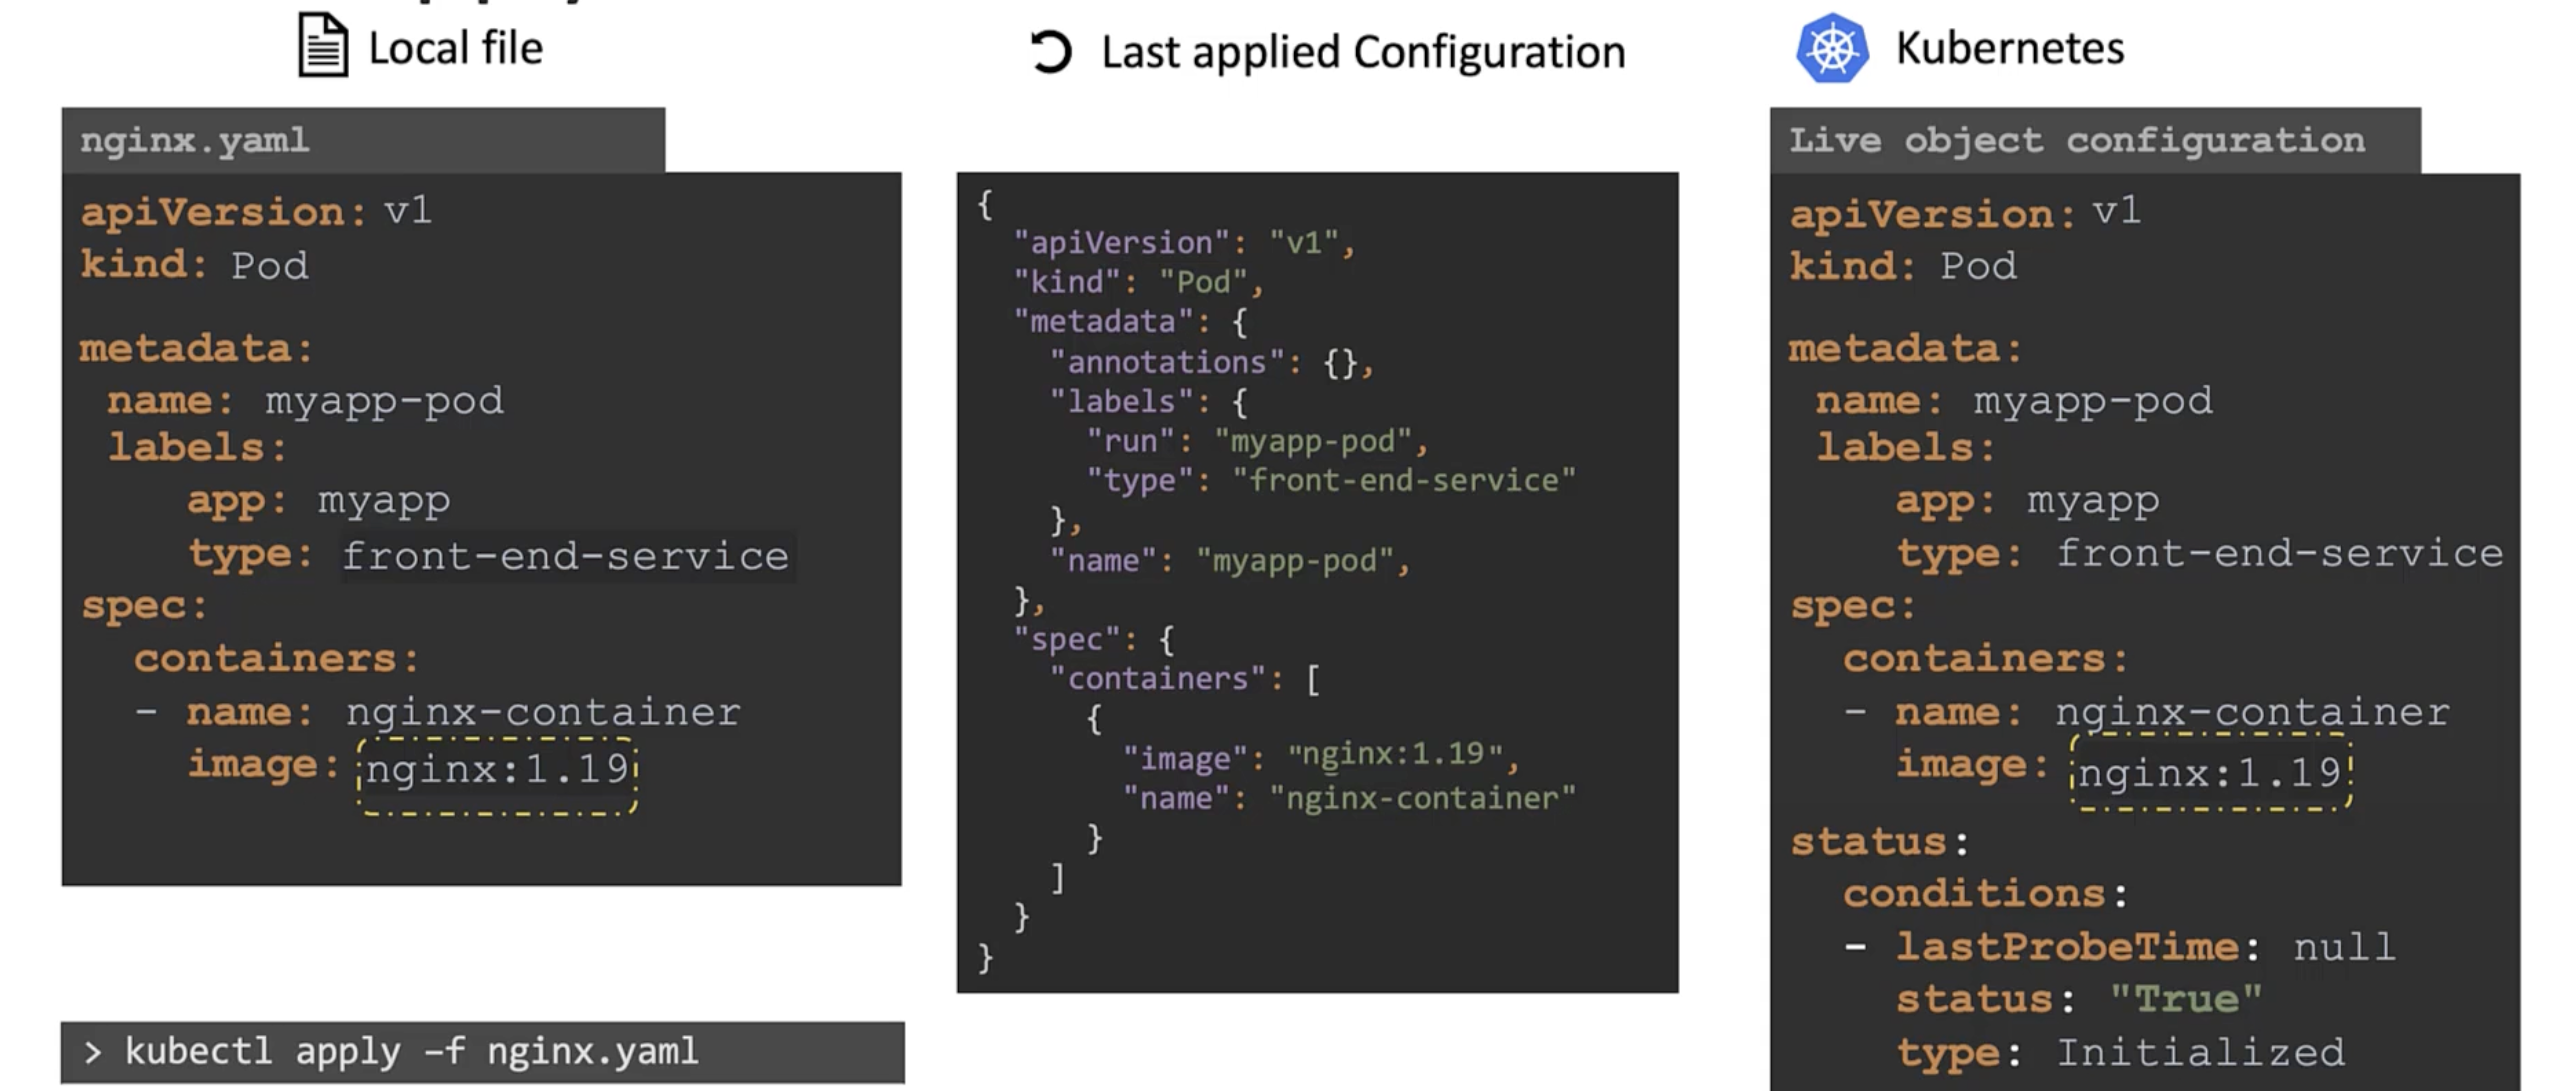 Local file
nginx.yaml
apiVersion: v1
kind: Pod
metadata:
name: myapp-pod
labels:
app: myapp
type: front-end-service
spec:
containers:
- name: nginx-container
image: nginx:1.19
> kubectl apply –f nginx.yaml
Last applied Configuration
{
"apiVersion": "v1",
"kind": "Pod",
"metadata": {
"annotations": {},
"labels": {
"run": "myapp-pod",
"type": "front-end-service"
},
"name": "myapp-pod",
},
"spec": {
"containers": [
{
"image": "nginx:1.19",
"name": "nginx-container"
}
]
}
}
Kubernetes
Live object configuration
apiVersion: v1
kind: Pod
metadata:
name: myapp-pod
labels:
app: myapp
type: front-end-service
spec:
containers:
- name: nginx-container
image: nginx:1.19
status:
conditions:
- lastProbeTime: null
status: "True"
type: Initialized